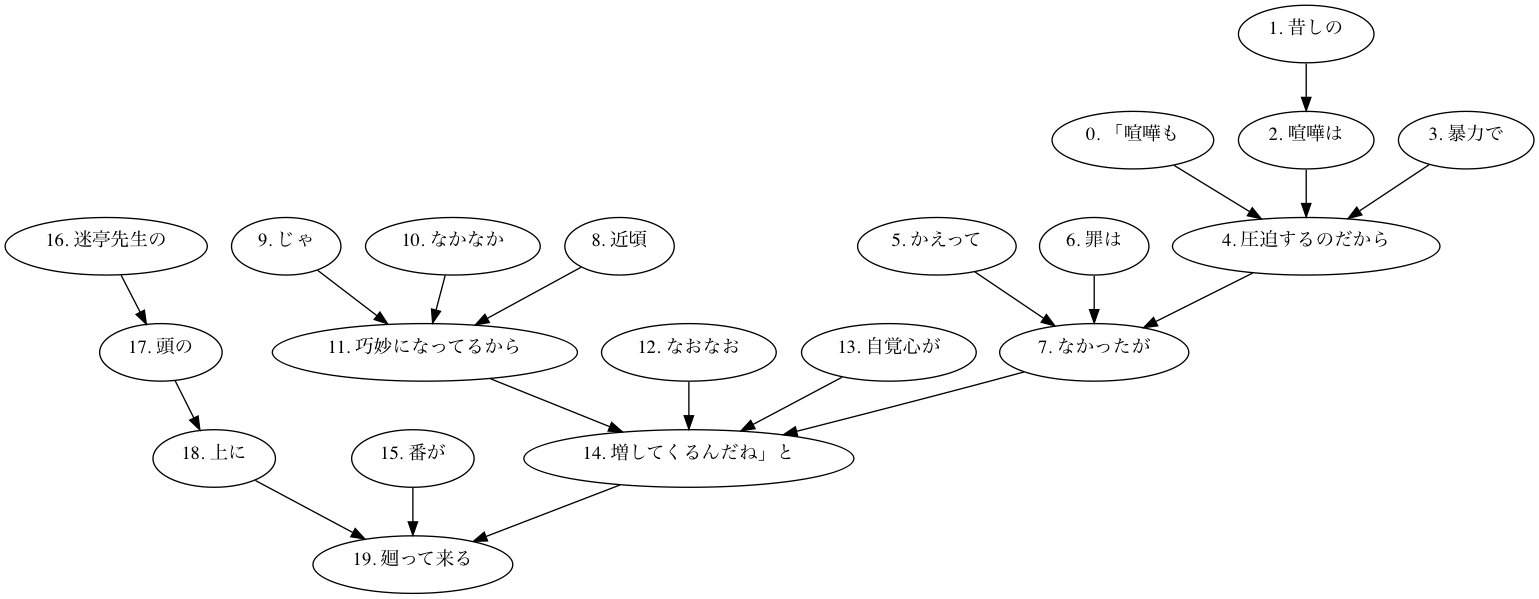 1. 昔しの
0. 「喧嘩も
2. 喧嘩は
3. 暴力で
16. 迷亭先生の
9. じゃ
10. なかなか
8. 近頃
5. かえって
6. 罪は
4. 圧迫するのだから
17. 頭の
11. 巧妙になってるから
12. なおなお
13. 自覚心が
7. なかったが
18. 上に
15. 番が
14. 増してくるんだね」と
19. 廻って来る